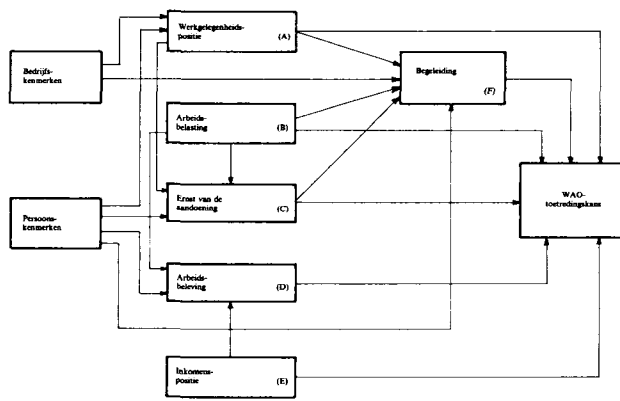 Werkgelegenheids-
positie (A)
Bedrijfs-
kenmerken
Begeleiding
(F)
Arbeids-
belasting (B)
WAO-
toetredingskans
Ernst van de
aandoening (C)
Persoons-
kenmerken
Arbeids-
beleving (D)
Inkomens-
positie (E)